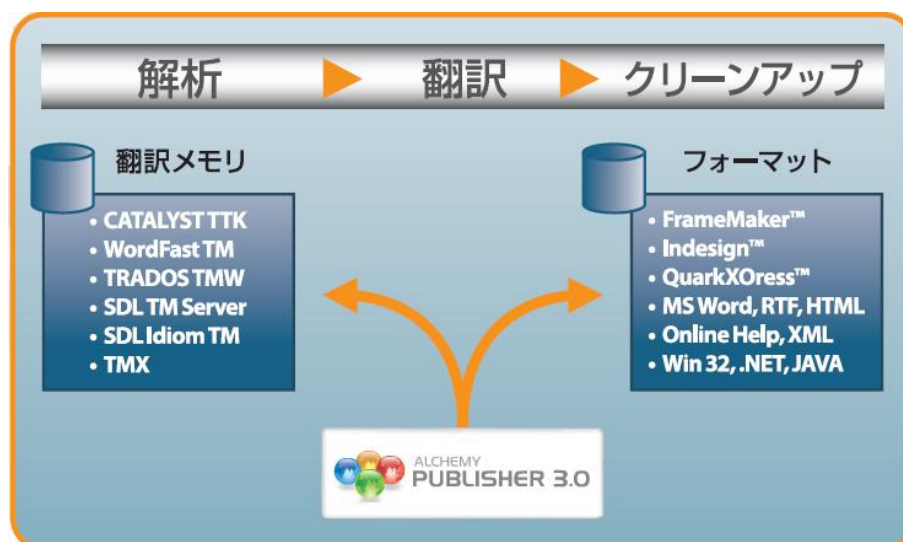 解析 ▶ 翻訳 ▶ クリーンアップ
翻訳メモリ
• CATALYST TTK
• WordFast TM
• TRADOS TMW
• SDL TM Server
• SDL Idiom TM
• TMX
フォーマット
• FrameMaker™
• Indesign™
• QuarkXOress™
• MS Word, RTF, HTML
• Online Help, XML
• Win 32, .NET, JAVA
ALCHEMY
PUBLISHER 3.0